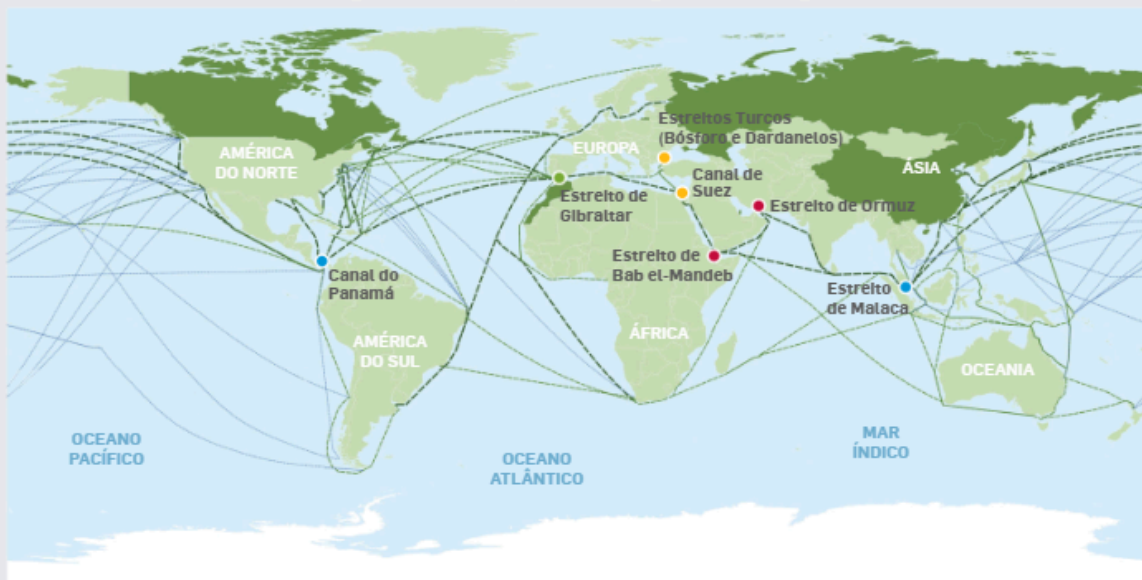 Estreitos Turcos
(Bósforo e Dardanelos)
AMÉRICA
DO NORTE
EUROPA
ÁSIA
Canal de
Suez
Estreito de
Gibraltar
Estreito de Ormuz
Estreito de
Bab el-Mandeb
Canal do
Panamá
Estreito
de Malaca
ÁFRICA
AMÉRICA
DO SUL
OCEANIA
OCEANO
PACÍFICO
OCEANO
ATLÂNTICO
MAR
ÍNDICO